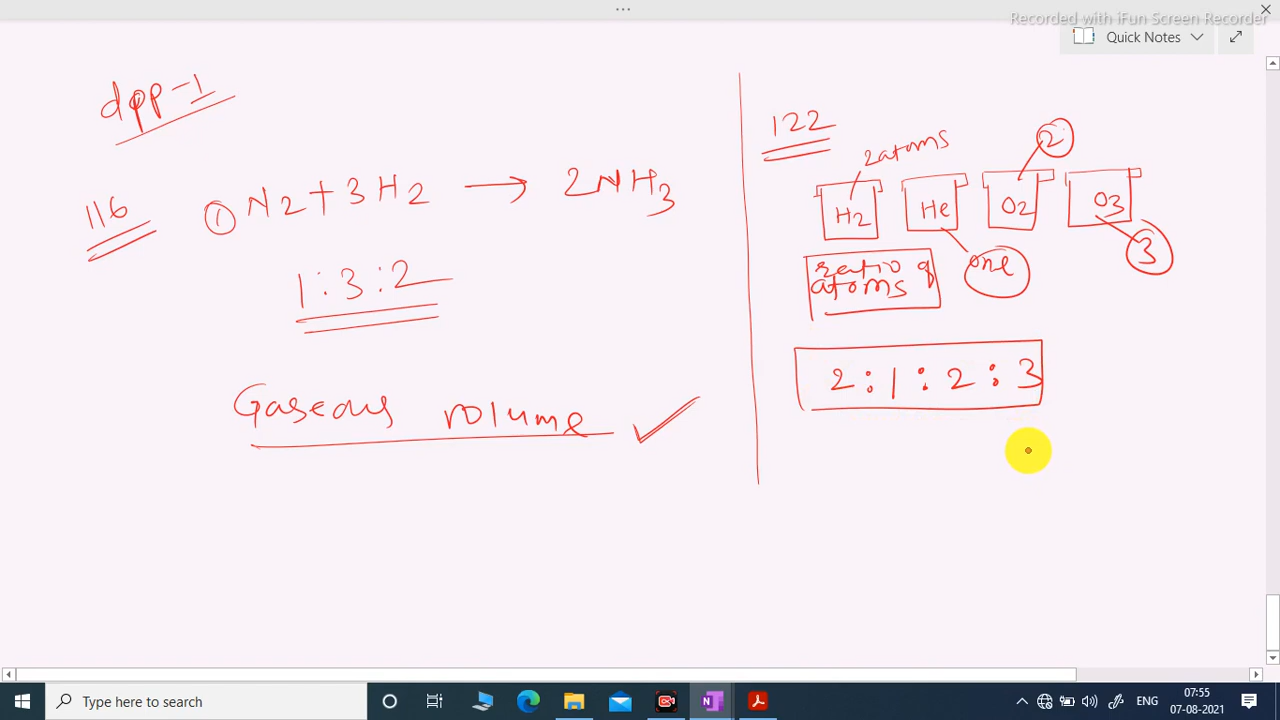 Recorded with iFun Screen Recorder
Quick Notes
dpp-1
116
① N2 + 3H2 → 2NH3
1:3:2
Gaseous volume ✓
122
2 atoms
2
H2
He
O2
O3
ratio of
atoms
one
3
2:1:2:3
Type here to search
ENG
07:55
07-08-2021